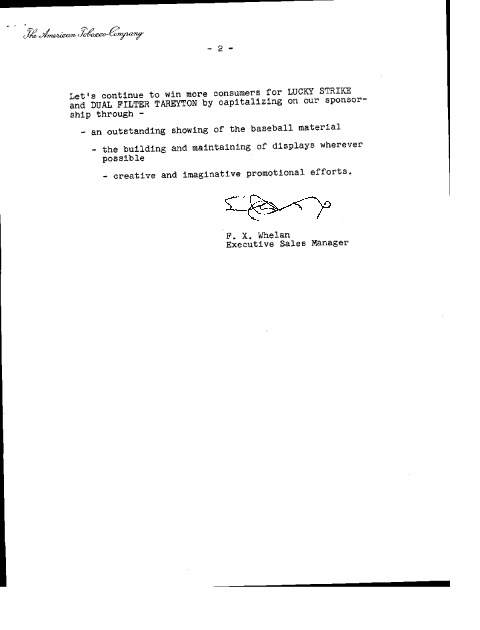 The American Tobacco Company
- 2 -
Let's continue to win more consumers for LUCKY STRIKE
and DUAL FILTER TAREYTON by capitalizing on our sponsor-
ship through -
- an outstanding showing of the baseball material
- the building and maintaining of displays wherever
possible
- creative and imaginative promotional efforts.
F. X. Whelan
Executive Sales Manager